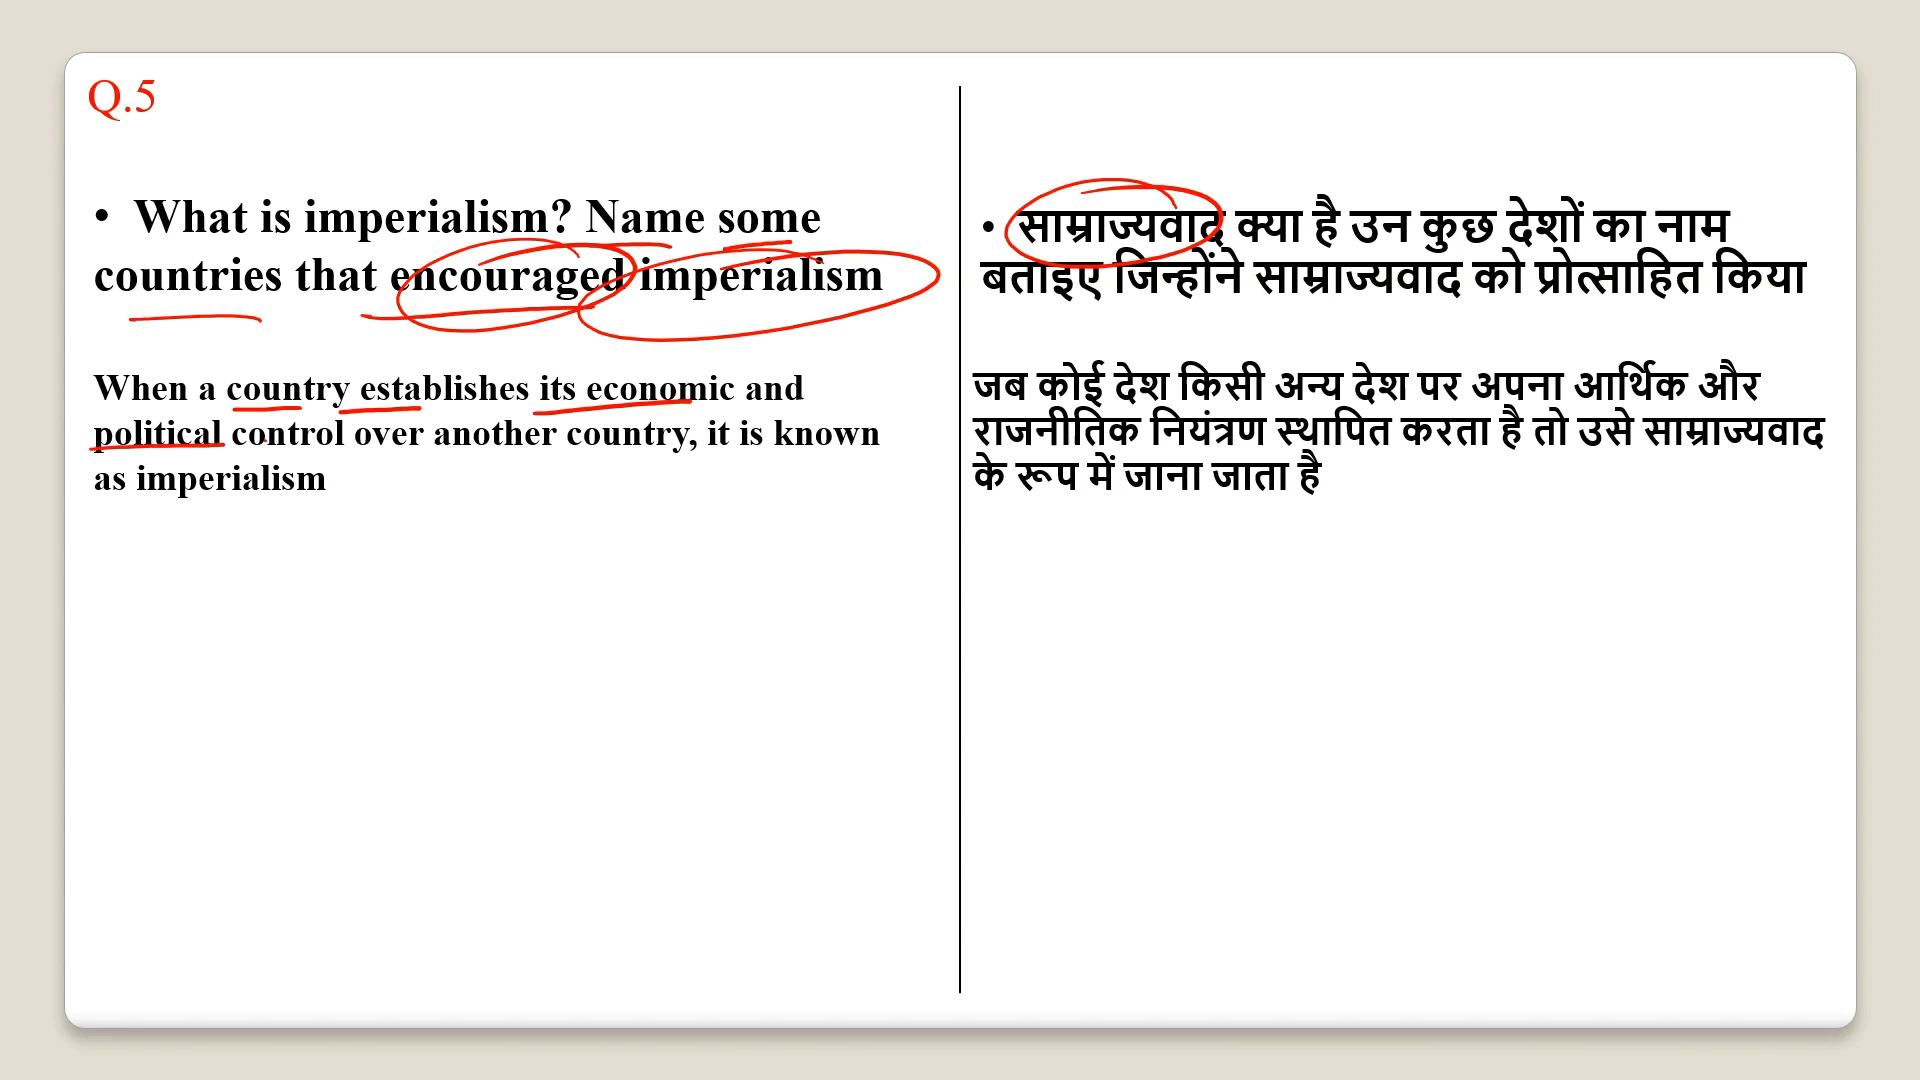 Q.5
• What is imperialism? Name some
countries that encouraged imperialism
When a country establishes its economic and
political control over another country, it is known
as imperialism
• साम्राज्यवाद क्या है उन कुछ देशों का नाम
बताइए जिन्होंने साम्राज्यवाद को प्रोत्साहित किया
जब कोई देश किसी अन्य देश पर अपना आर्थिक और
राजनीतिक नियंत्रण स्थापित करता है तो उसे साम्राज्यवाद
के रूप में जाना जाता है